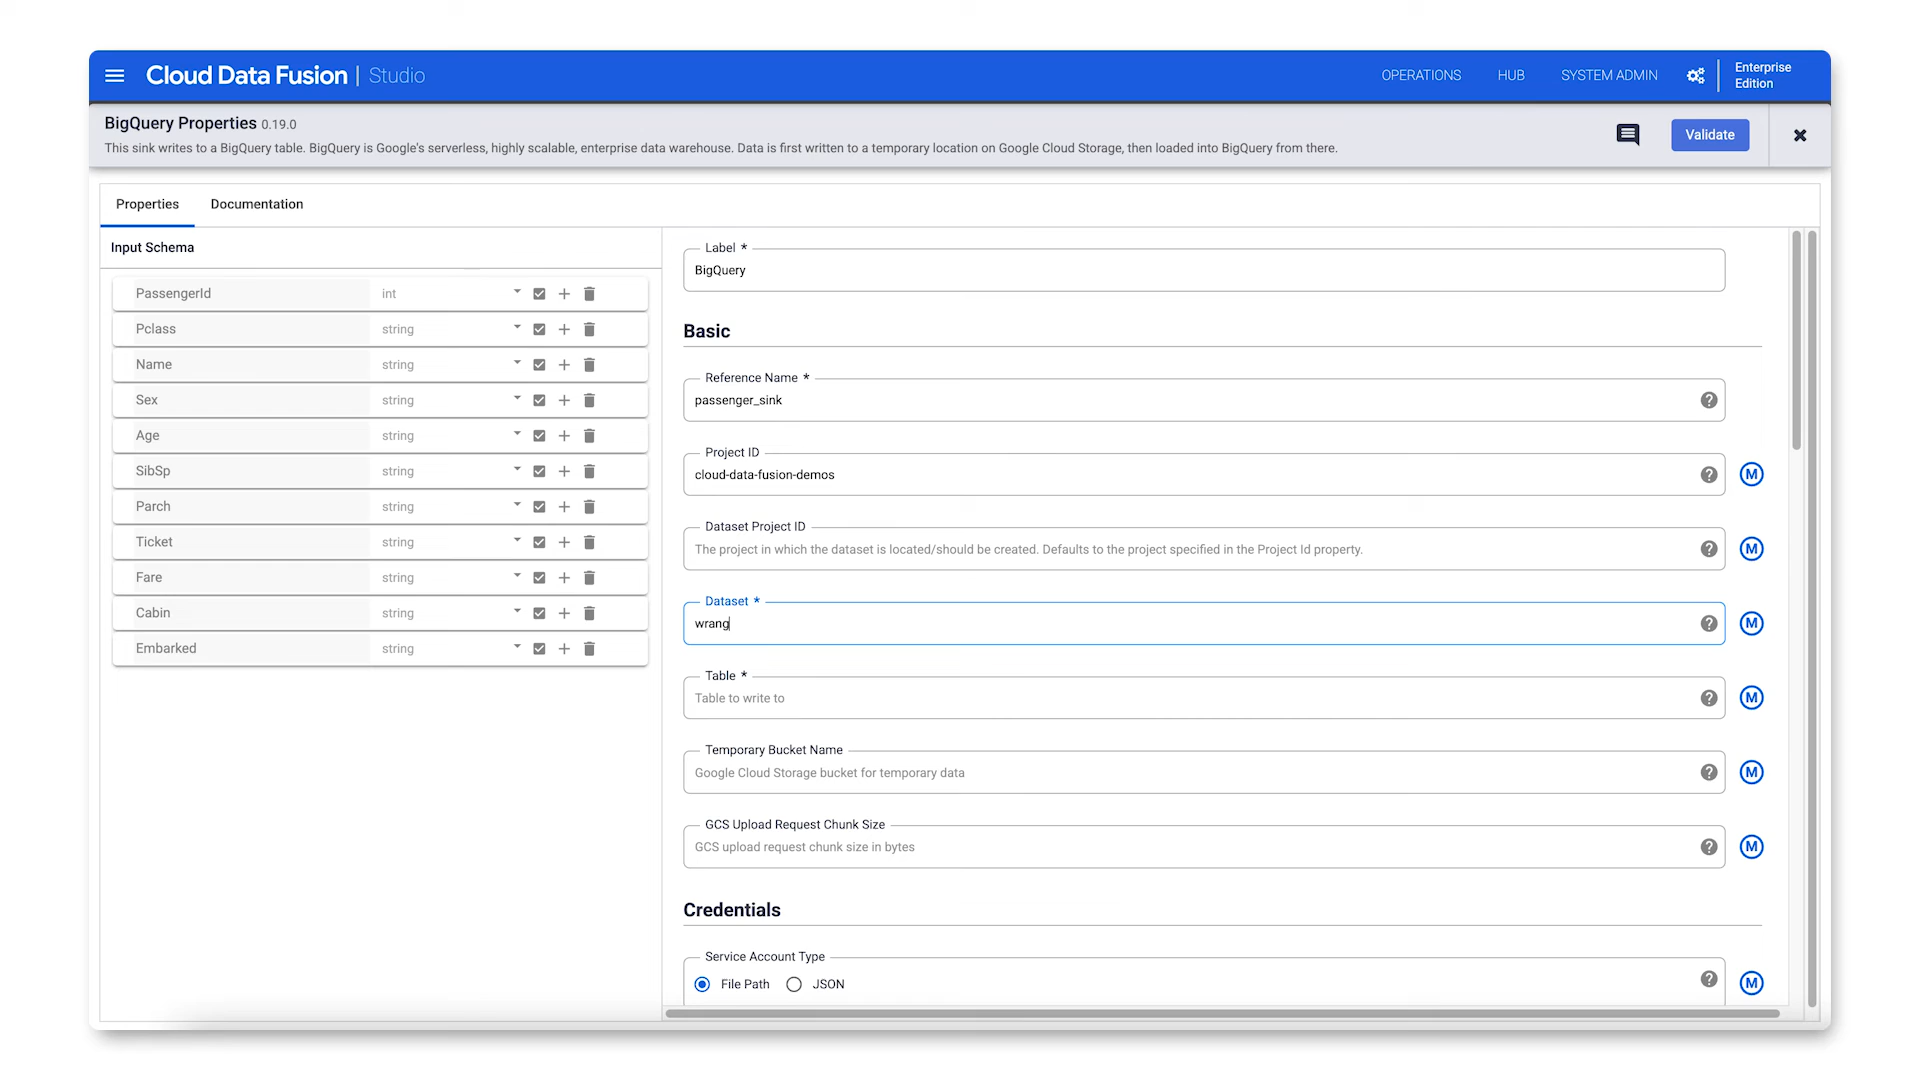 Cloud Data Fusion | Studio
OPERATIONS
HUB
SYSTEM ADMIN
Enterprise
Edition
BigQuery Properties 0.19.0
This sink writes to a BigQuery table. BigQuery is Google's serverless, highly scalable, enterprise data warehouse. Data is first written to a temporary location on Google Cloud Storage, then loaded into BigQuery from there.
Validate
Properties
Documentation
Input Schema
PassengerId int
Pclass string
Name string
Sex string
Age string
SibSp string
Parch string
Ticket string
Fare string
Cabin string
Embarked string
Label *
BigQuery
Basic
Reference Name *
passenger_sink
Project ID
cloud-data-fusion-demos
M
Dataset Project ID
The project in which the dataset is located/should be created. Defaults to the project specified in the Project Id property.
M
Dataset *
wrang
M
Table *
Table to write to
M
Temporary Bucket Name
Google Cloud Storage bucket for temporary data
M
GCS Upload Request Chunk Size
GCS upload request chunk size in bytes
M
Credentials
Service Account Type
File Path JSON
M